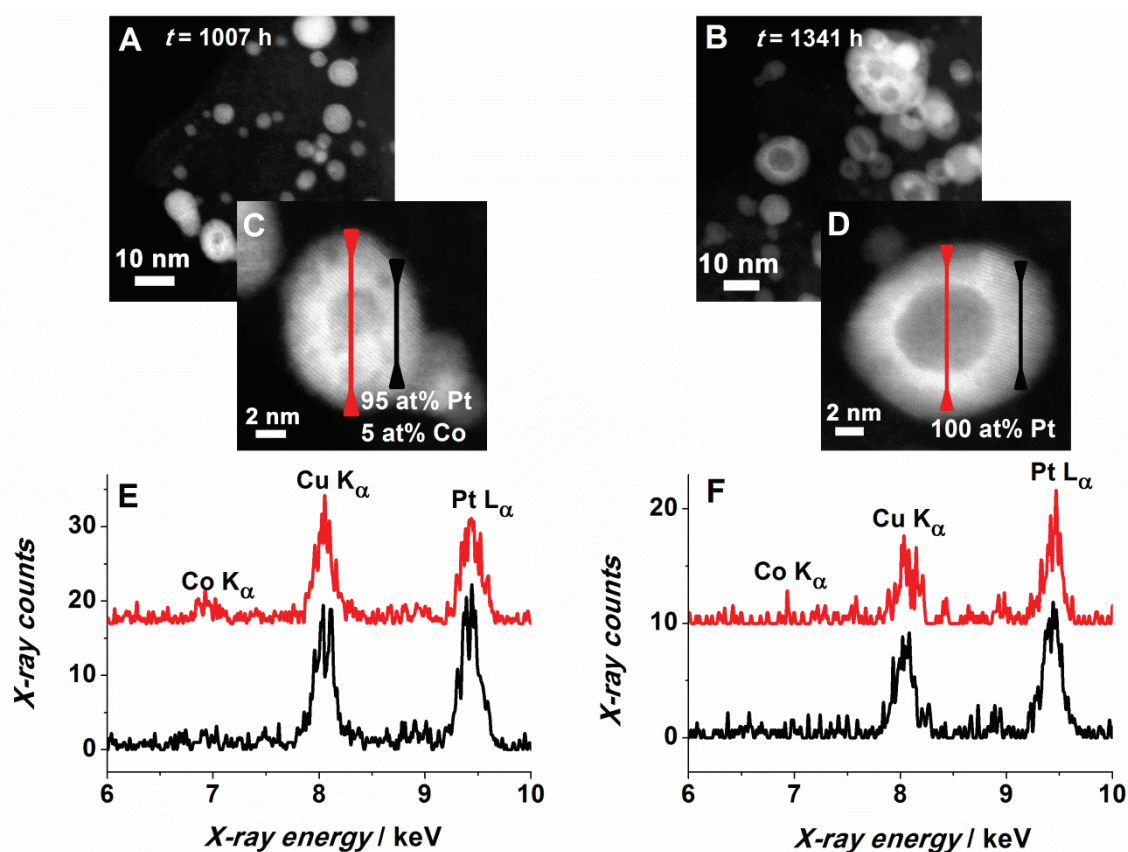 A
t = 1007 h
10 nm
C
95 at% Pt
5 at% Co
2 nm
B
t = 1341 h
10 nm
D
2 nm
100 at% Pt
E
Cu Kα
Pt Lα
Co Kα
30
20
10
0
X-ray counts
6 7 8 9 10
X-ray energy / keV
F
Pt Lα
Cu Kα
Co Kα
20
10
0
X-ray counts
6 7 8 9 10
X-ray energy / keV